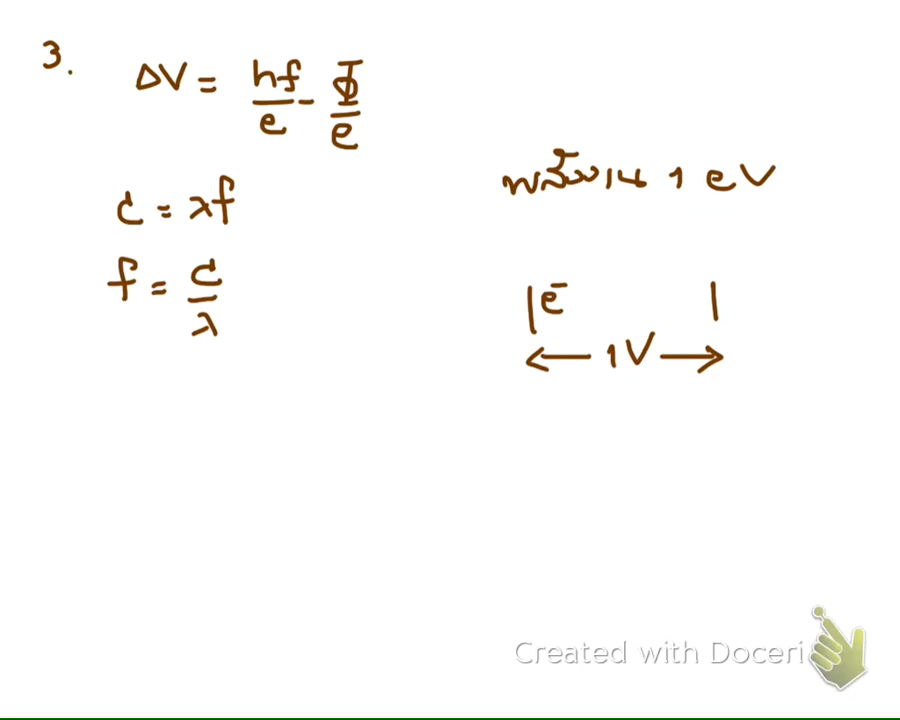 3.
ΔV = hf/e - Φ/e
c = λf
f = c/λ
พลังงาน 1 eV
|e⁻ |
← 1V →
Created with Doceri